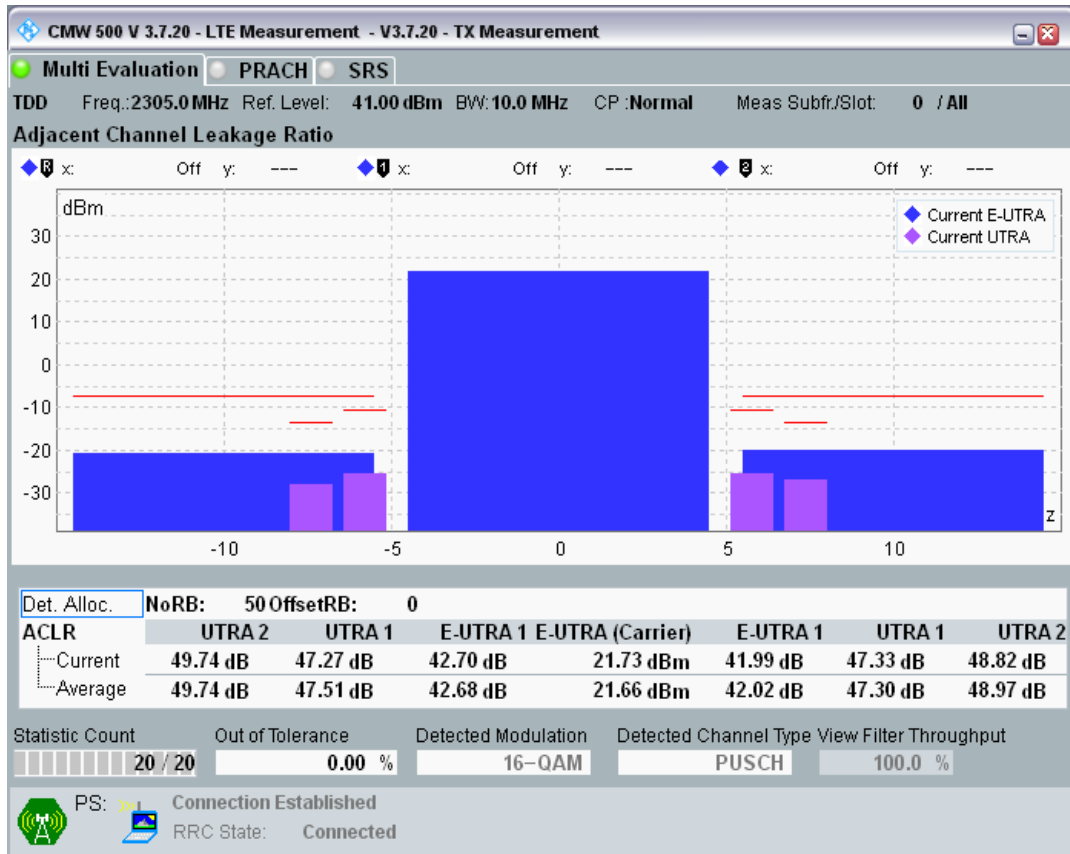 CMW 500 V 3.7.20 - LTE Measurement - V3.7.20 - TX Measurement
Multi Evaluation PRACH SRS
TDD Freq.:2305.0 MHz Ref. Level: 41.00 dBm BW: 10.0 MHz CP :Normal Meas Subfr./Slot: 0 / All
Adjacent Channel Leakage Ratio
R x: Off y: --- 1 x: Off y: --- 2 x: Off y: ---
dBm
Current E-UTRA
Current UTRA
30
20
10
0
-10
-20
-30
z
-10 -5 0 5 10
Det. Alloc. NoRB: 50 OffsetRB: 0
ACLR UTRA 2 UTRA 1 E-UTRA 1 E-UTRA (Carrier) E-UTRA 1 UTRA 1 UTRA 2
Current 49.74 dB 47.27 dB 42.70 dB 21.73 dBm 41.99 dB 47.33 dB 48.82 dB
Average 49.74 dB 47.51 dB 42.68 dB 21.66 dBm 42.02 dB 47.30 dB 48.97 dB
Statistic Count Out of Tolerance Detected Modulation Detected Channel Type View Filter Throughput
20 / 20 0.00 % 16-QAM PUSCH 100.0 %
PS: Connection Established
RRC State: Connected